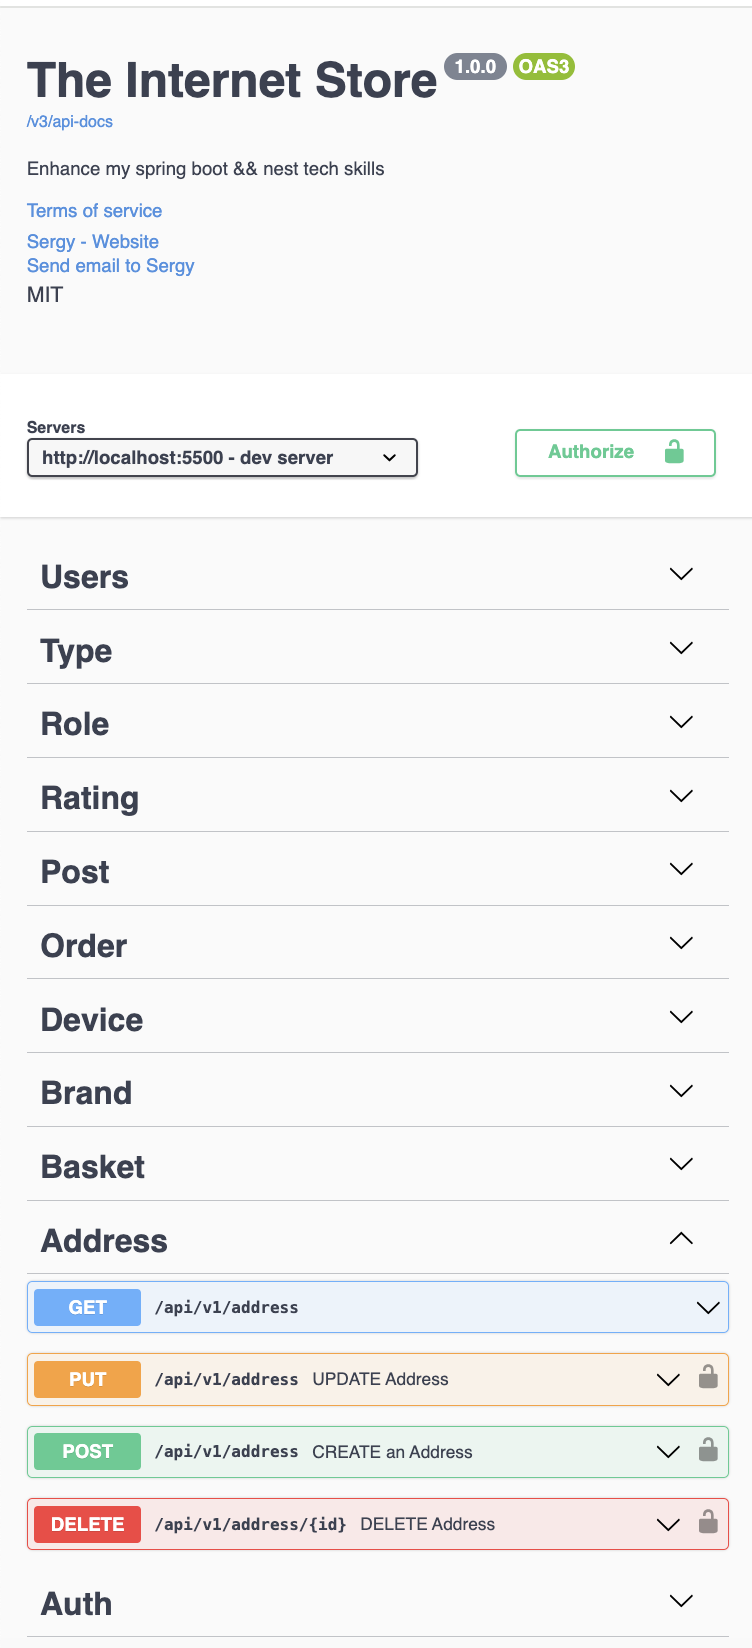 The Internet Store 1.0.0 OAS3
/v3/api-docs
Enhance my spring boot && nest tech skills
Terms of service
Sergy - Website
Send email to Sergy
MIT
Servers
http://localhost:5500 - dev server
Authorize
Users
Type
Role
Rating
Post
Order
Device
Brand
Basket
Address
GET /api/v1/address
PUT /api/v1/address UPDATE Address
POST /api/v1/address CREATE an Address
DELETE /api/v1/address/{id} DELETE Address
Auth